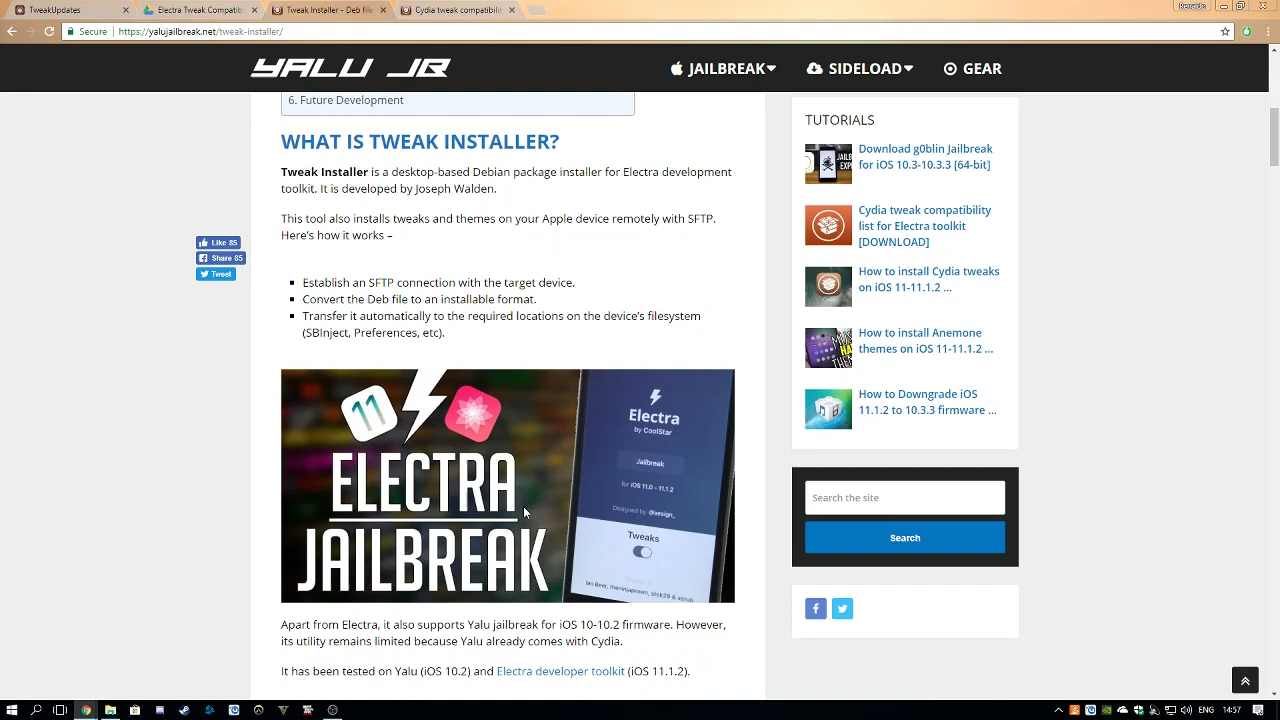 TweakUpdates
Electra Tweak Compatib
Tweak Installer - Deb file
Cydia tweak compatibilit
Secure
https://yalujailbreak.net/tweak-installer/
YALU JB
JAILBREAK
SIDELOAD
GEAR
6. Future Development
WHAT IS TWEAK INSTALLER?
Tweak Installer is a desktop-based Debian package installer for Electra development
toolkit. It is developed by Joseph Walden.
This tool also installs tweaks and themes on your Apple device remotely with SFTP.
Here's how it works –
Like 85
Share 85
Tweet
Establish an SFTP connection with the target device.
Convert the Deb file to an installable format.
Transfer it automatically to the required locations on the device's filesystem
(SBInject, Preferences, etc).
11
ELECTRA
JAILBREAK
Electra
by CoolStar
Jailbreak
for iOS 11.0 - 11.1.2
Designed by @aesign_
Tweaks
Ian Beer, theninjaprawn, stek29 & xerub
Apart from Electra, it also supports Yalu jailbreak for iOS 10-10.2 firmware. However,
its utility remains limited because Yalu already comes with Cydia.
It has been tested on Yalu (iOS 10.2) and Electra developer toolkit (iOS 11.1.2).
TUTORIALS
Download g0blin Jailbreak
for iOS 10.3-10.3.3 [64-bit]
Cydia tweak compatibility
list for Electra toolkit
[DOWNLOAD]
How to install Cydia tweaks
on iOS 11-11.1.2 ...
How to install Anemone
themes on iOS 11-11.1.2 ...
How to Downgrade iOS
11.1.2 to 10.3.3 firmware ...
Search the site
Search
14:57